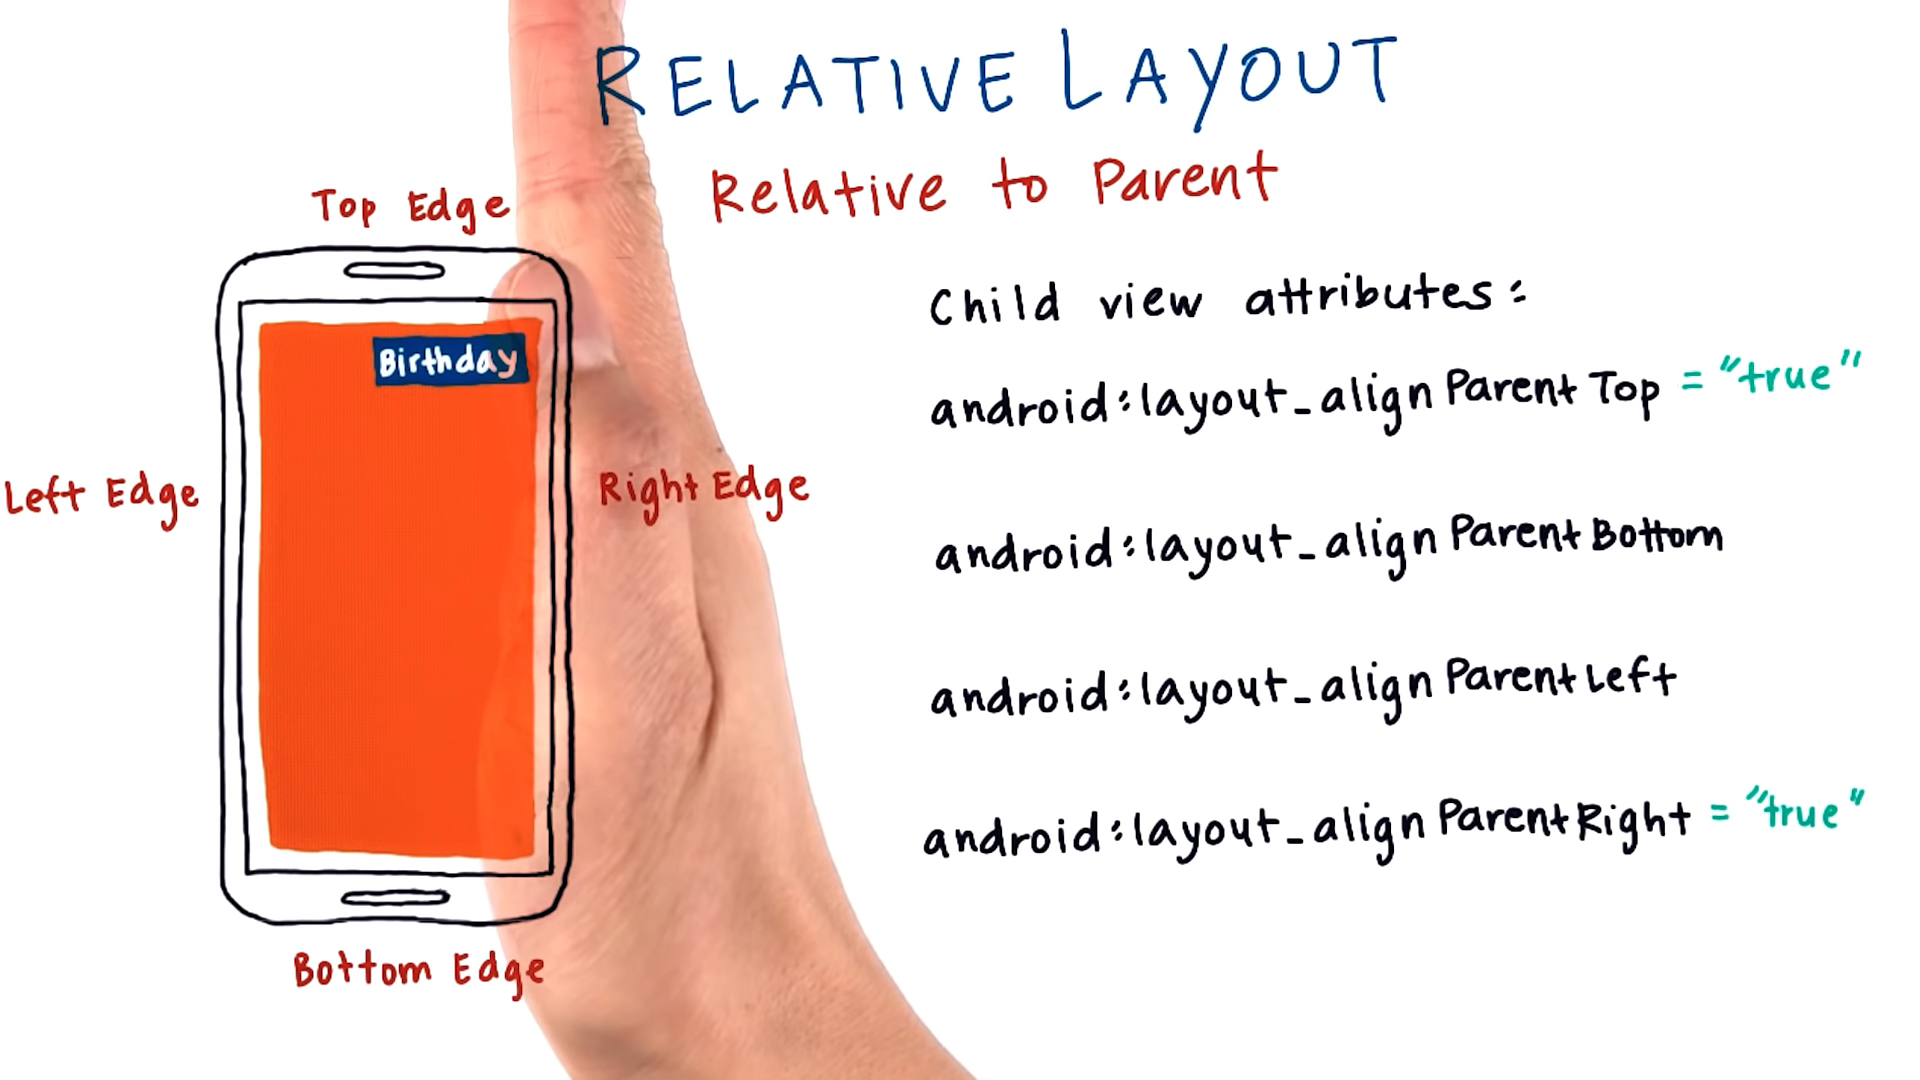 RELATIVE LAYOUT
Relative to Parent
Top Edge
Birthday
Left Edge
Right Edge
Bottom Edge
Child view attributes:
android:layout_alignParentTop = "true"
android:layout_alignParentBottom
android:layout_alignParentLeft
android:layout_alignParentRight = "true"